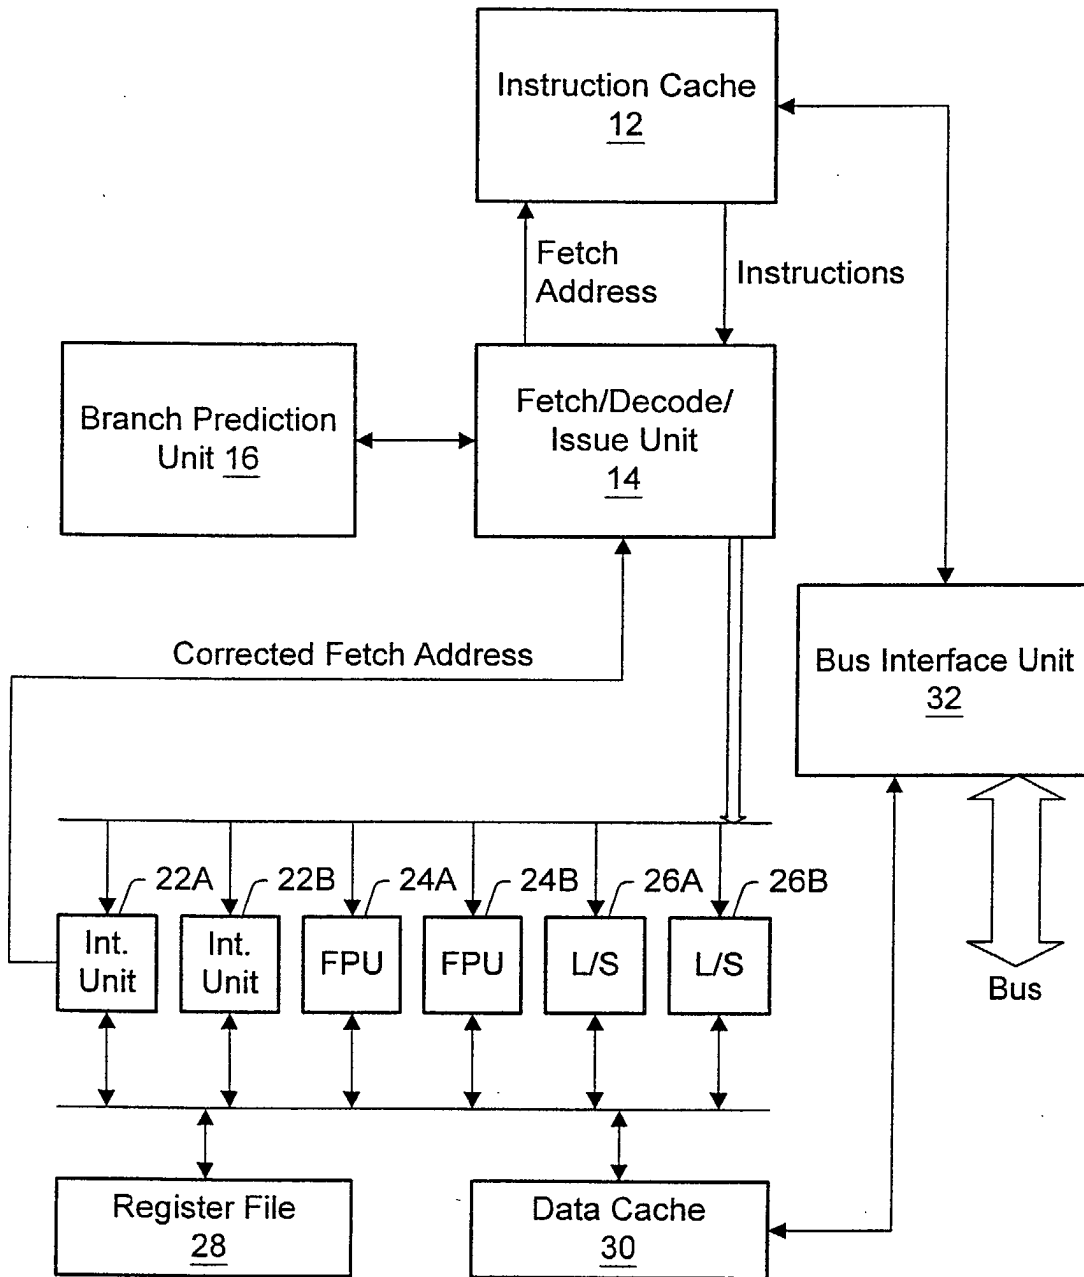 Instruction Cache
12
Fetch
Address
Instructions
Branch Prediction
Unit 16
Fetch/Decode/
Issue Unit
14
Corrected Fetch Address
Bus Interface Unit
32
22A
22B
24A
24B
26A
26B
Int.
Unit
Int.
Unit
FPU
FPU
L/S
L/S
Bus
Register File
28
Data Cache
30